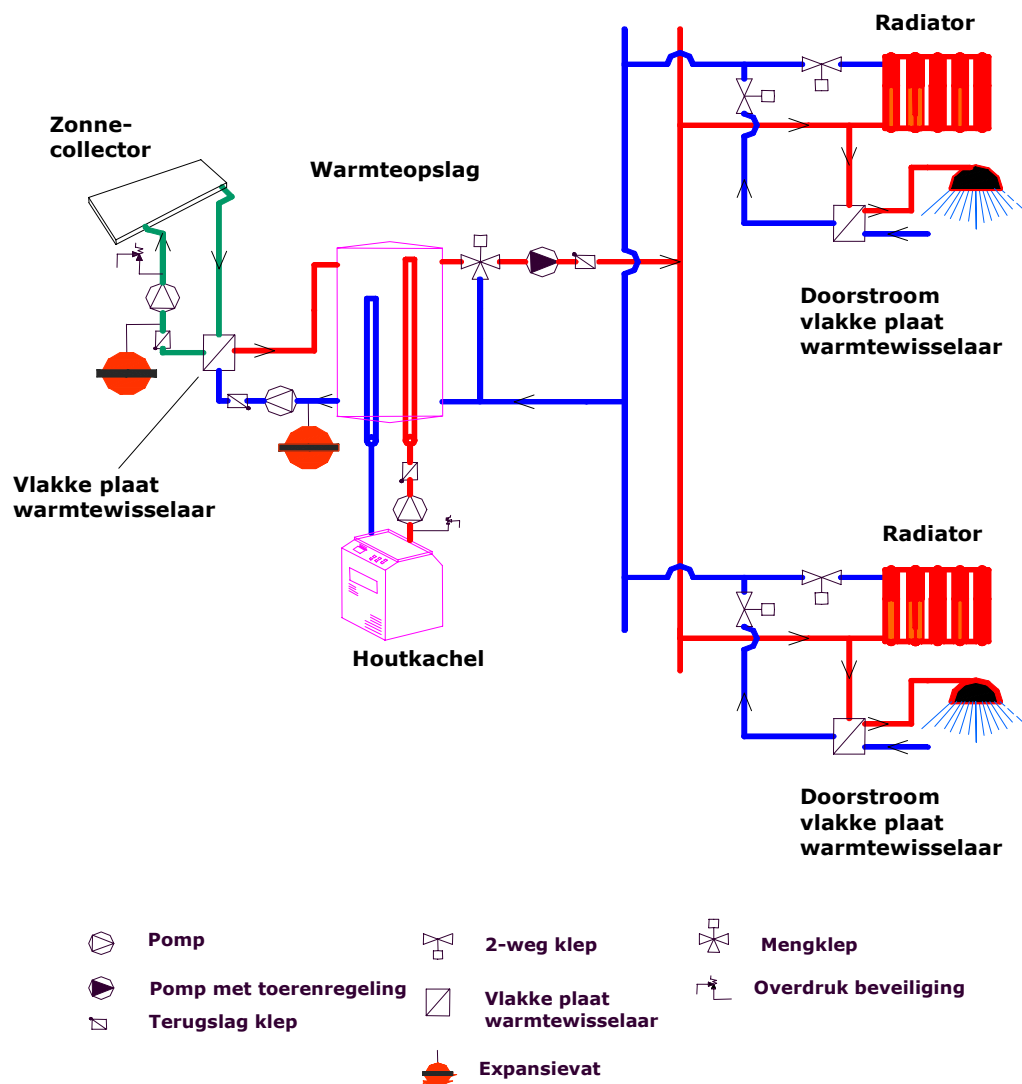 Radiator
Zonne-
collector
Warmteopslag
Doorstroom
vlakke plaat
warmtewisselaar
Vlakke plaat
warmtewisselaar
Radiator
Houtkachel
Doorstroom
vlakke plaat
warmtewisselaar
Pomp
2-weg klep
Mengklep
Pomp met toerenregeling
Vlakke plaat
warmtewisselaar
Overdruk beveiliging
Terugslag klep
Expansievat